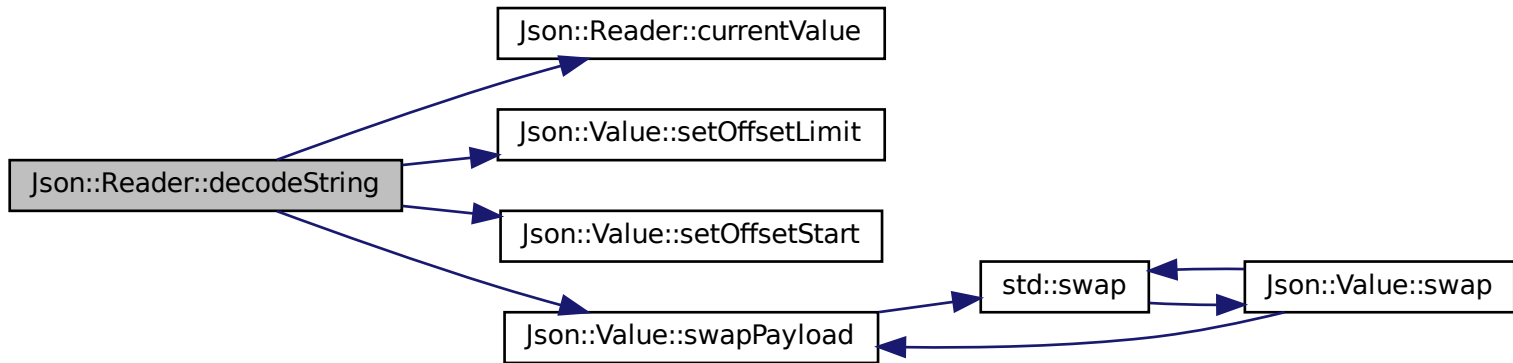 Json::Reader::currentValue
Json::Value::setOffsetLimit
Json::Reader::decodeString
Json::Value::setOffsetStart
std::swap
Json::Value::swap
Json::Value::swapPayload